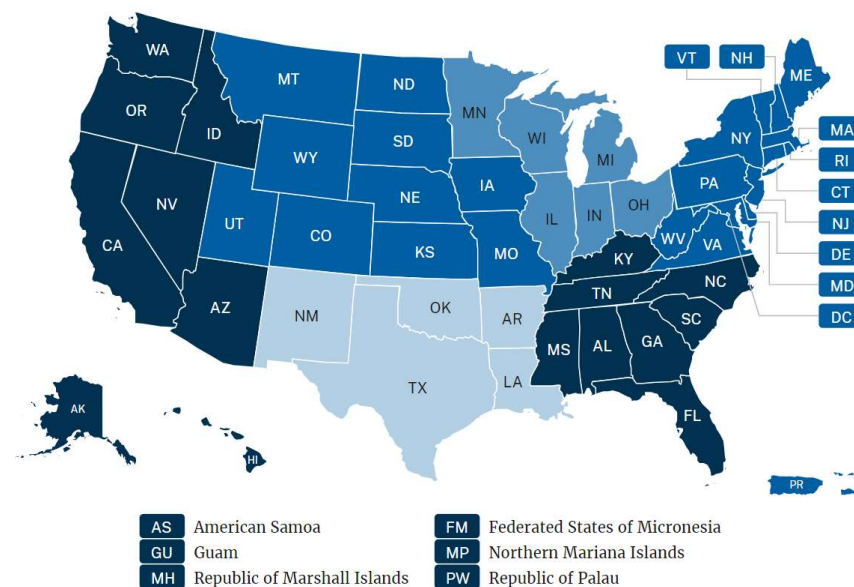 VT NH
WA
ME
MT ND
OR MN
MA
ID WI NY
SD RI
WY MI
CT
IA PA
NE
NV OH NJ
UT IL IN
CA CO WV VA DE
KS MO
KY
MD
NC
TN
AZ OK DC
NM AR SC
MS AL GA
TX LA
AK
FL
HI
PR
AS American Samoa
FM Federated States of Micronesia
GU Guam
MP Northern Mariana Islands
MH Republic of Marshall Islands
PW Republic of Palau